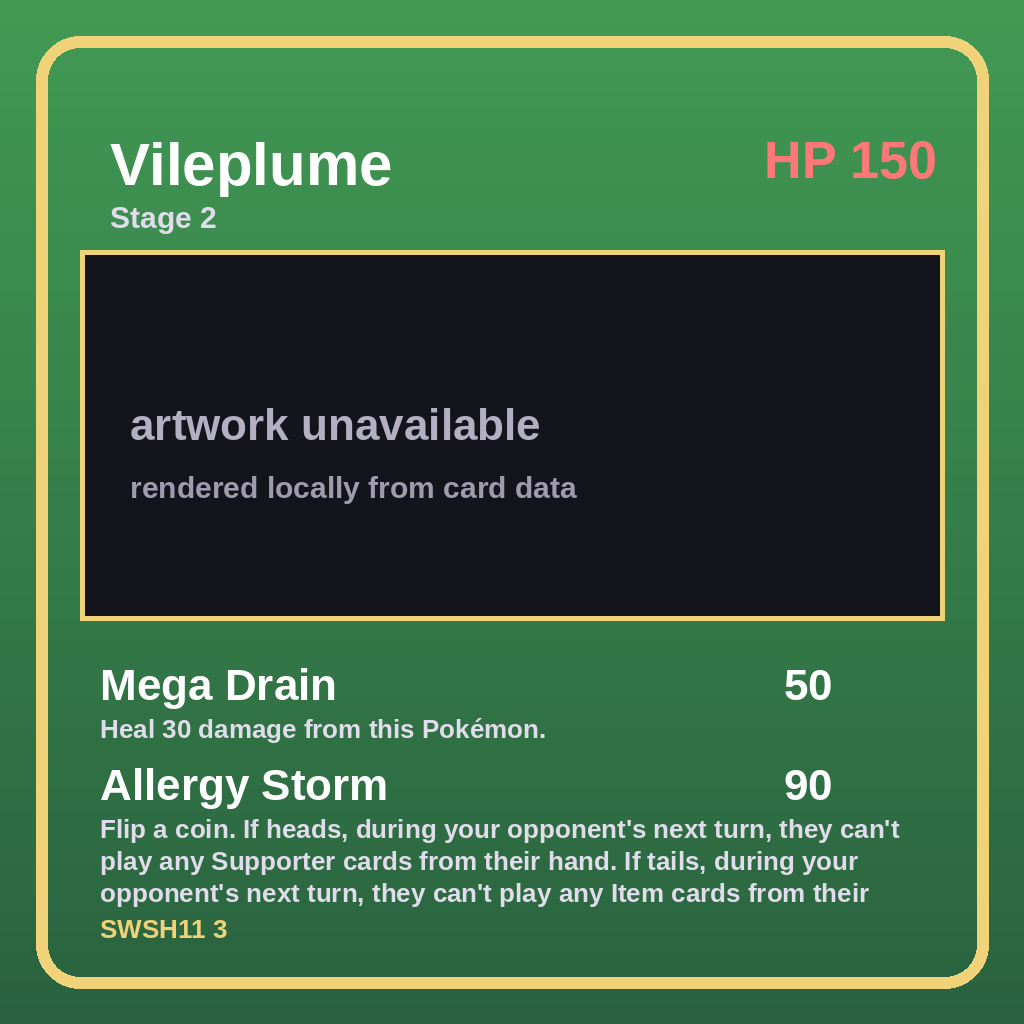 Vileplume
HP 150
Stage 2
artwork unavailable
rendered locally from card data
Mega Drain
50
Heal 30 damage from this Pokémon.
Allergy Storm
90
Flip a coin. If heads, during your opponent's next turn, they can't
play any Supporter cards from their hand. If tails, during your
opponent's next turn, they can't play any Item cards from their
SWSH11 3